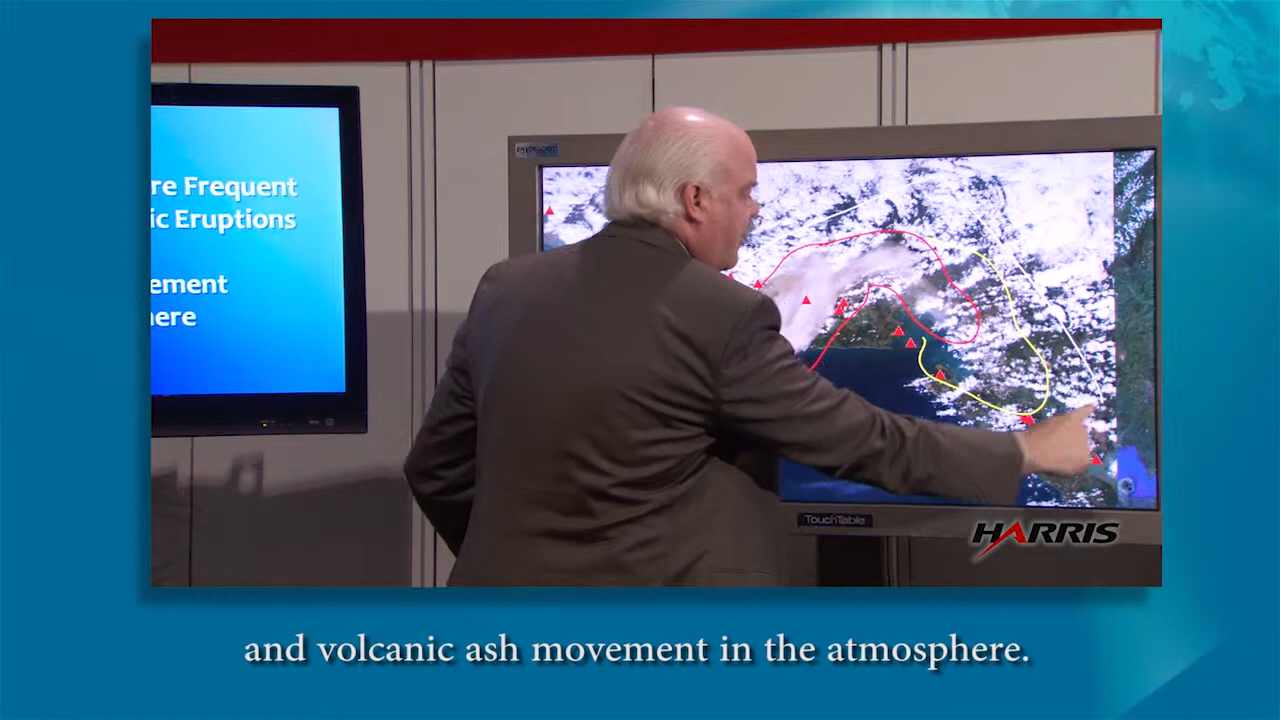 re Frequent
ic Eruptions
ement
here
TouchTable
HARRIS
and volcanic ash movement in the atmosphere.